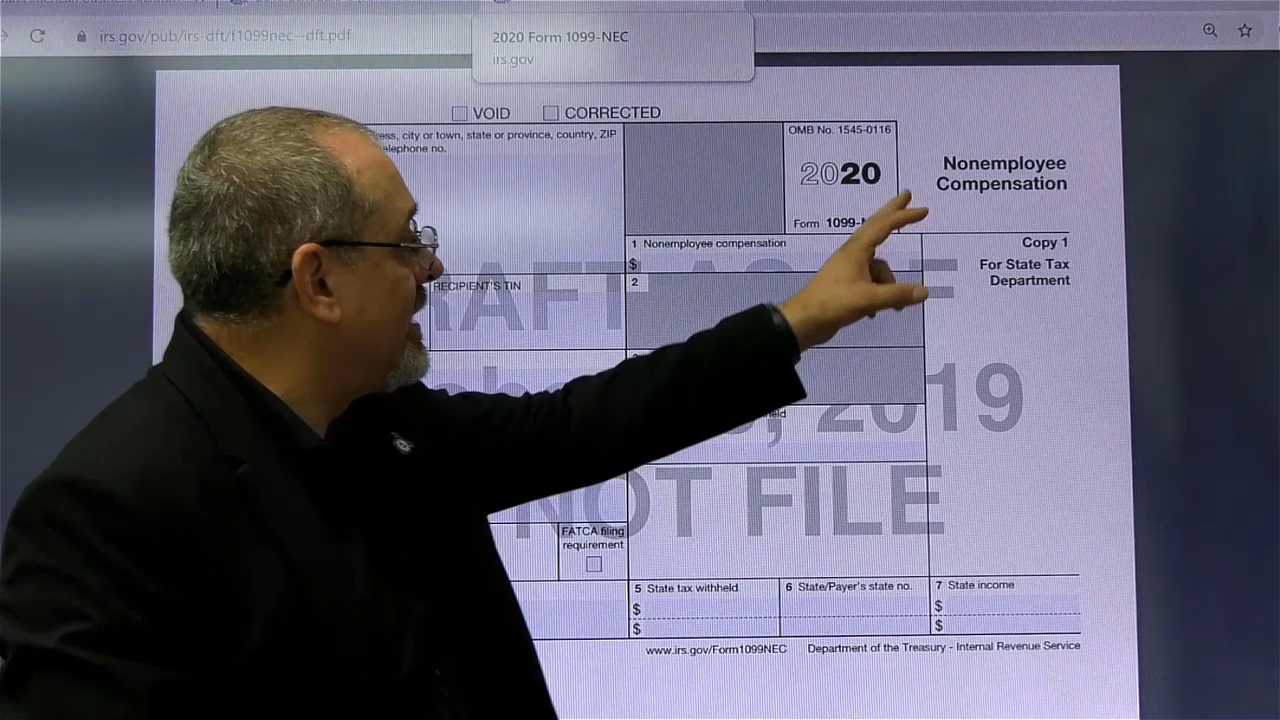 irs.gov/pub/irs-dft/f1099nec--dft.pdf
2020 Form 1099-NEC
irs.gov
VOID
CORRECTED
city or town, state or province, country, ZIP
no.
OMB No. 1545-0116
2020
Form 1099-
Nonemployee
Compensation
1 Nonemployee compensation
$
Copy 1
For State Tax
Department
RECIPIENT'S TIN
2
2019
NOT FILE
FATCA filing
requirement
5 State tax withheld
$
$
6 State/Payer's state no.
7 State income
$
$
www.irs.gov/Form1099NEC
Department of the Treasury - Internal Revenue Service